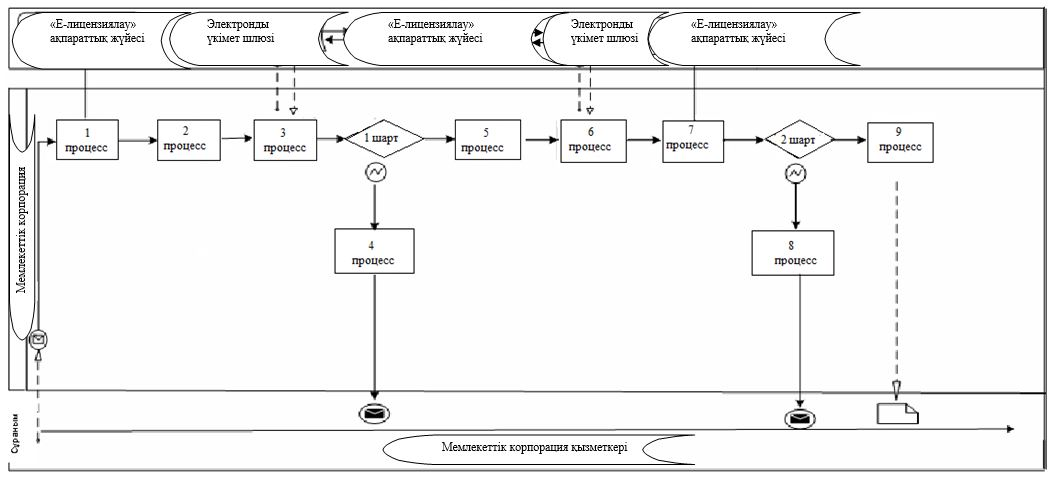 «Е-лицензиялау»
ақпараттық жүйесі
Электронды
үкімет шлюзі
«Е-лицензиялау»
ақпараттық жүйесі
Электронды
үкімет шлюзі
«Е-лицензиялау»
ақпараттық жүйесі
Мемлекеттік корпорация
1
процесс
2
процесс
3
процесс
1 шарт
5
процесс
6
процесс
7
процесс
2 шарт
9
процесс
4
процесс
8
процесс
Сұраным
Мемлекеттік корпорация қызметкері